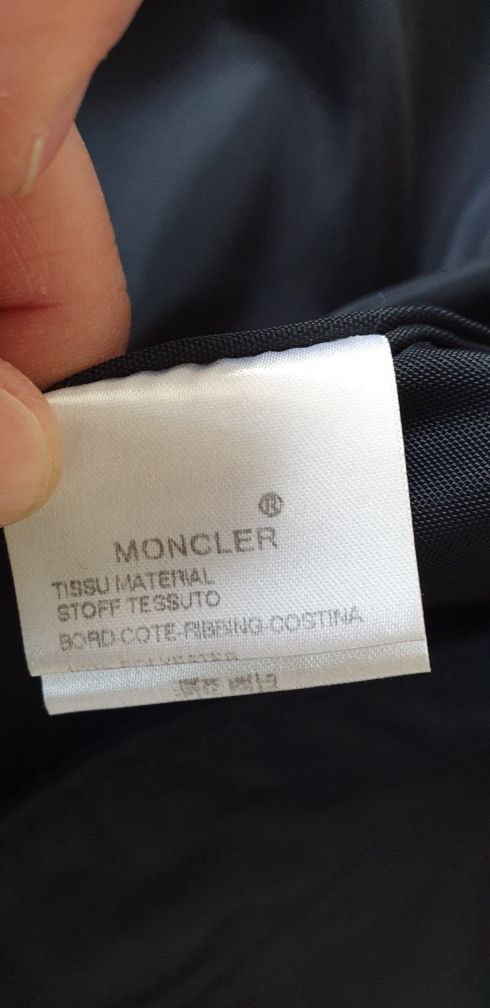 ®
MONCLER
TISSU MATERIAL
STOFF TESSUTO
BORD COTE-RIBBING-COSTINA